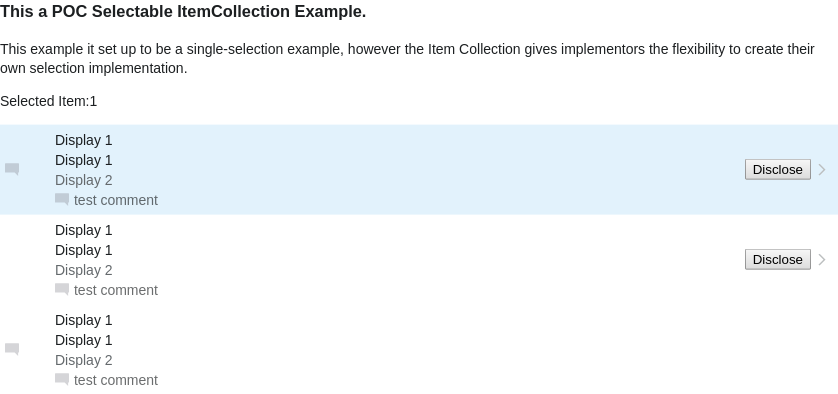 This a POC Selectable ItemCollection Example.
This example it set up to be a single-selection example, however the Item Collection gives implementors the flexibility to create their
own selection implementation.
Selected Item:1
Display 1
Display 1
Disclose
Display 2
test comment
Display 1
Display 1
Disclose
Display 2
test comment
Display 1
Display 1
Display 2
test comment